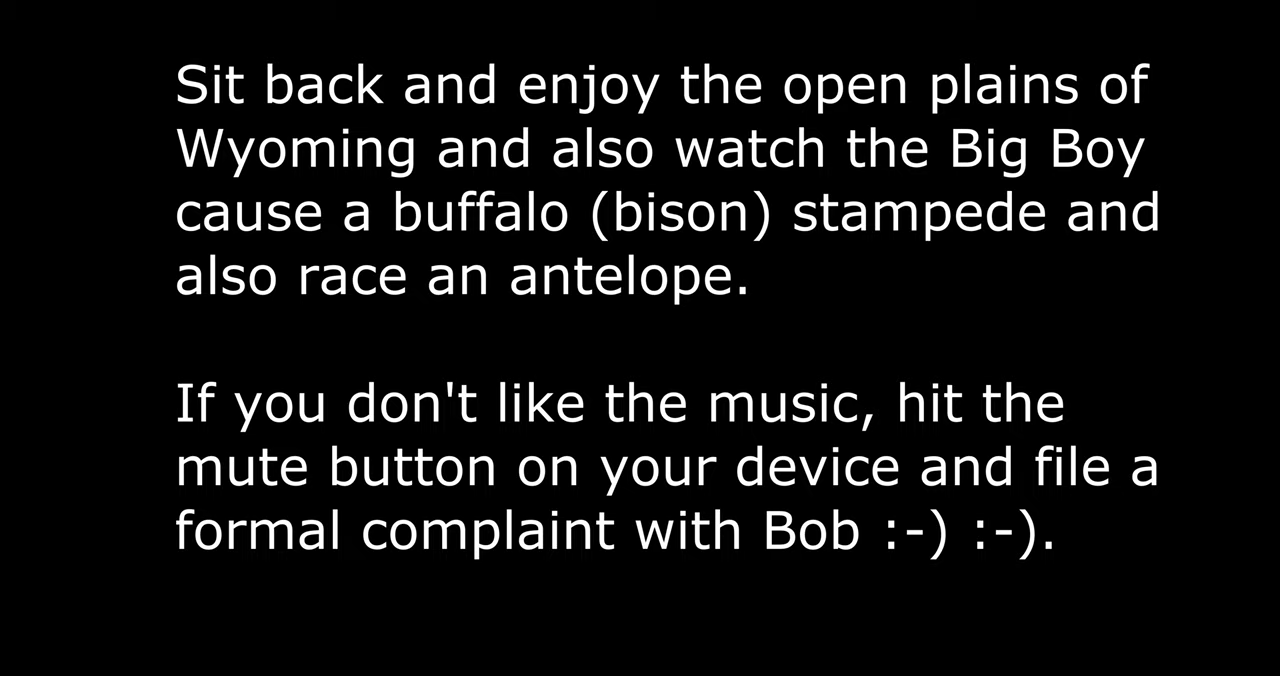 Sit back and enjoy the open plains of
Wyoming and also watch the Big Boy
cause a buffalo (bison) stampede and
also race an antelope.
If you don't like the music, hit the
mute button on your device and file a
formal complaint with Bob :-) :-).